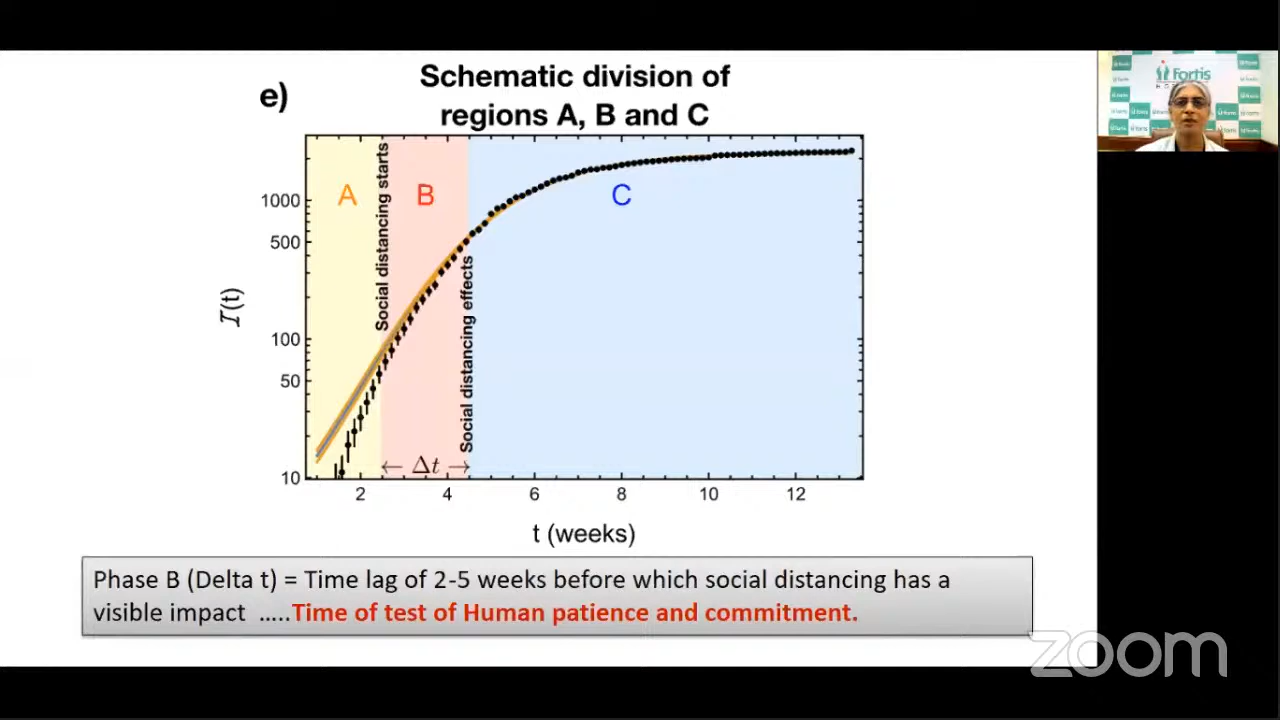 e)
Schematic division of
regions A, B and C
A
B
C
Social distancing starts
Social distancing effects
Δt
𝓘(t)
1000
500
100
50
10
2 4 6 8 10 12
t (weeks)
Phase B (Delta t) = Time lag of 2-5 weeks before which social distancing has a
visible impact …..Time of test of Human patience and commitment.
Fortis
zoom